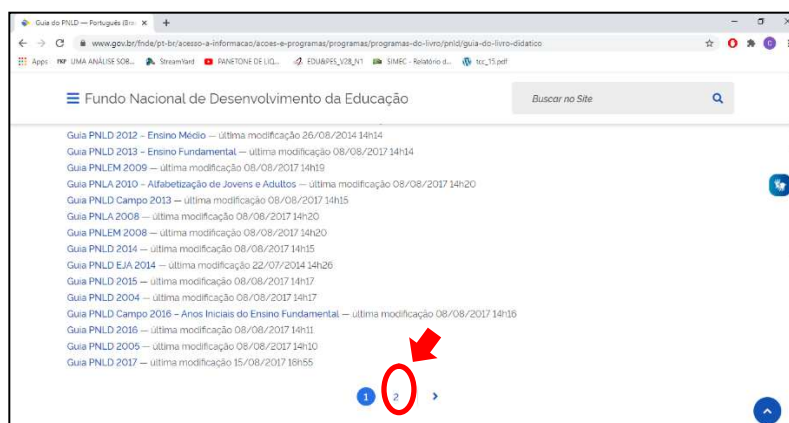 Guia do PNLD — Português (Bra
www.gov.br/fnde/pt-br/acesso-a-informacao/acoes-e-programas/programas/programas-do-livro/pnld/guia-do-livro-didatico
Apps UMA ANÁLISE SOB... StreamYard PANETONE DE LIQ... EDU&PES_V28_N1 SIMEC - Relatório d... tcc_15.pdf
Fundo Nacional de Desenvolvimento da Educação Buscar no Site
Guia PNLD 2012 – Ensino Médio — última modificação 26/08/2014 14h14
Guia PNLD 2013 – Ensino Fundamental — última modificação 08/08/2017 14h14
Guia PNLEM 2009 — última modificação 08/08/2017 14h19
Guia PNLA 2010 – Alfabetização de Jovens e Adultos — última modificação 08/08/2017 14h20
Guia PNLD Campo 2013 — última modificação 08/08/2017 14h15
Guia PNLA 2008 — última modificação 08/08/2017 14h20
Guia PNLEM 2008 — última modificação 08/08/2017 14h20
Guia PNLD 2014 — última modificação 08/08/2017 14h15
Guia PNLD EJA 2014 — última modificação 22/07/2014 14h26
Guia PNLD 2015 — última modificação 08/08/2017 14h17
Guia PNLD 2004 — última modificação 08/08/2017 14h17
Guia PNLD Campo 2016 – Anos Iniciais do Ensino Fundamental — última modificação 08/08/2017 14h16
Guia PNLD 2016 — última modificação 08/08/2017 14h11
Guia PNLD 2005 — última modificação 08/08/2017 14h10
Guia PNLD 2017 — última modificação 15/08/2017 16h55
1 2